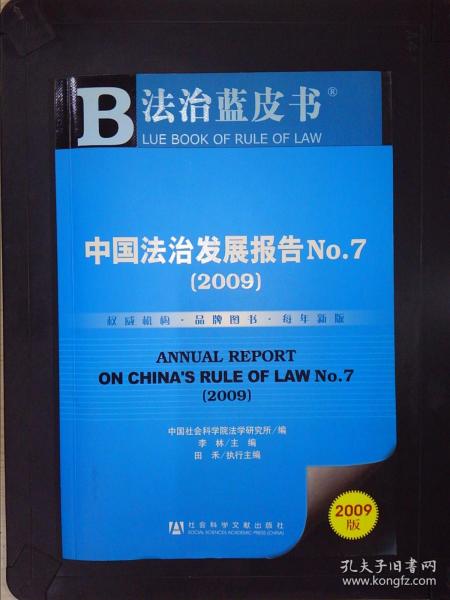 B 法治蓝皮书®
LUE BOOK OF RULE OF LAW
中国法治发展报告No.7
(2009)
权威机构·品牌图书·每年新版
ANNUAL REPORT
ON CHINA'S RULE OF LAW No.7
(2009)
中国社会科学院法学研究所/编
李 林/主 编
田 禾/执行主编
社会科学文献出版社
SOCIAL SCIENCES ACADEMIC PRESS (CHINA)
2009
版
孔夫子旧书网
www.kongfz.com